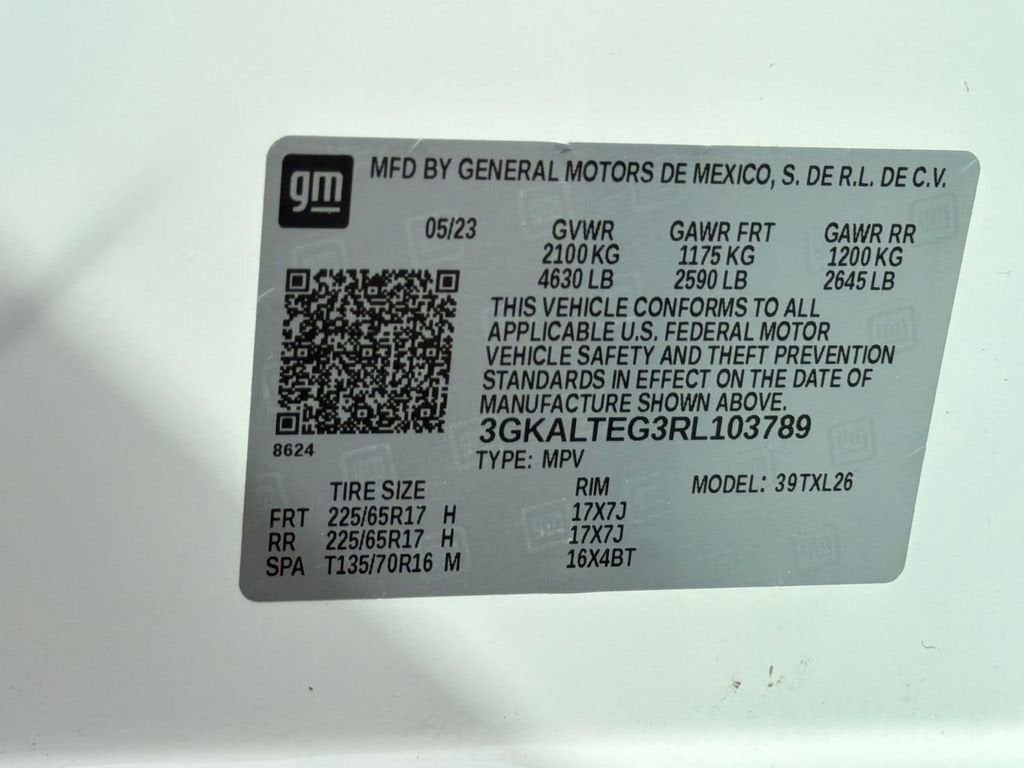 gm
MFD BY GENERAL MOTORS DE MEXICO, S. DE R.L. DE C.V.
05/23 GVWR GAWR FRT GAWR RR
2100 KG 1175 KG 1200 KG
4630 LB 2590 LB 2645 LB
THIS VEHICLE CONFORMS TO ALL
APPLICABLE U.S. FEDERAL MOTOR
VEHICLE SAFETY AND THEFT PREVENTION
STANDARDS IN EFFECT ON THE DATE OF
MANUFACTURE SHOWN ABOVE.
3GKALTEG3RL103789
8624
TYPE: MPV
MODEL: 39TXL26
TIRE SIZE RIM
FRT 225/65R17 H 17X7J
RR 225/65R17 H 17X7J
SPA T135/70R16 M 16X4BT